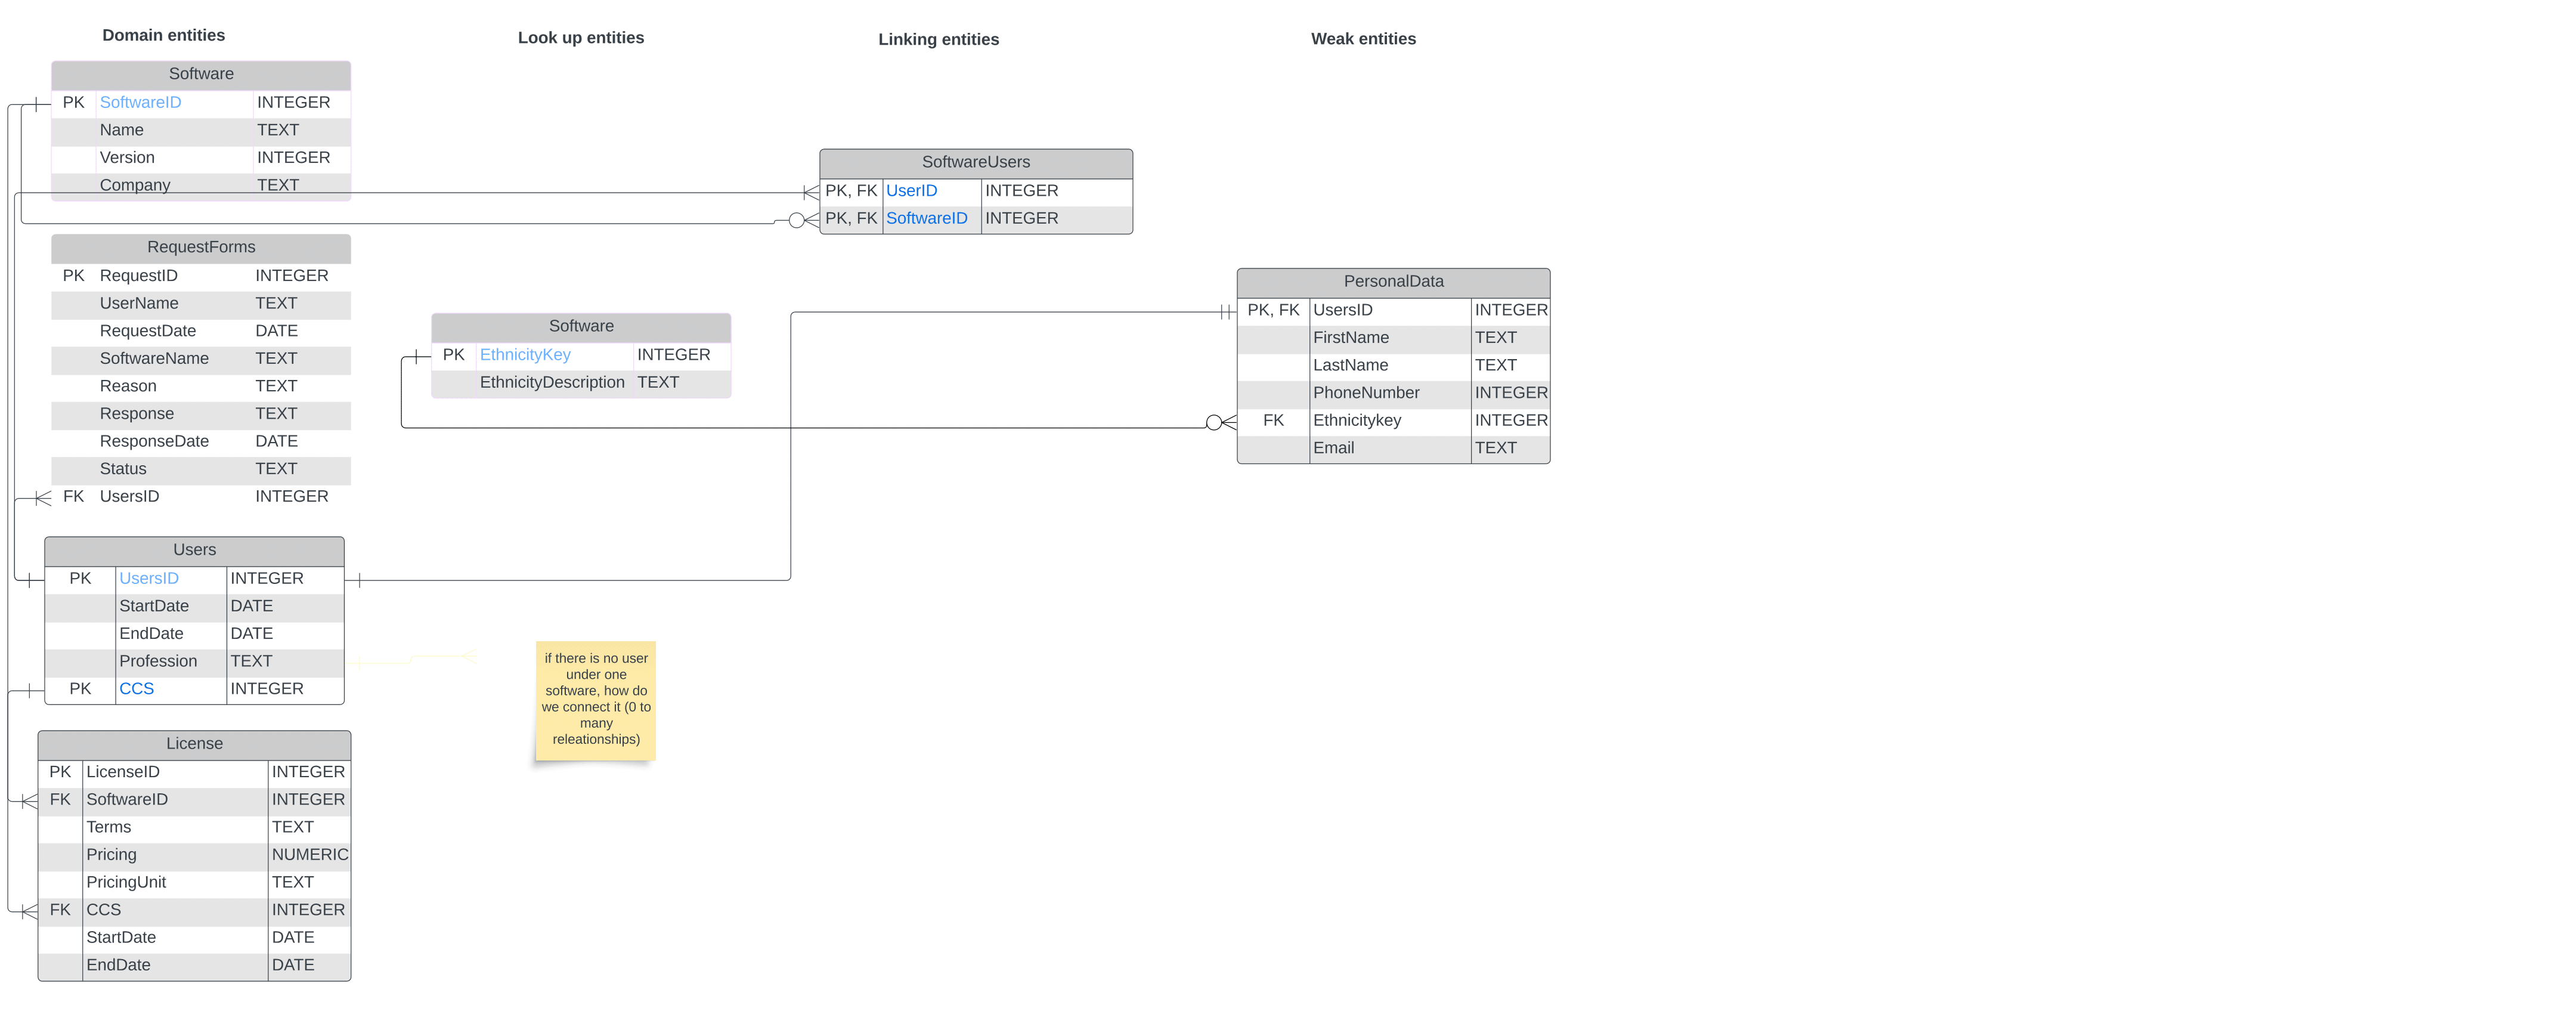 Domain entities
Look up entities
Linking entities
Weak entities
Software
PK SoftwareID INTEGER
Name TEXT
Version INTEGER
Company TEXT
SoftwareUsers
PK, FK UserID INTEGER
PK, FK SoftwareID INTEGER
RequestForms
PK RequestID INTEGER
UserName TEXT
RequestDate DATE
SoftwareName TEXT
Reason TEXT
Response TEXT
ResponseDate DATE
Status TEXT
FK UsersID INTEGER
Software
PK EthnicityKey INTEGER
EthnicityDescription TEXT
PersonalData
PK, FK UsersID INTEGER
FirstName TEXT
LastName TEXT
PhoneNumber INTEGER
FK Ethnicitykey INTEGER
Email TEXT
Users
PK UsersID INTEGER
StartDate DATE
EndDate DATE
Profession TEXT
PK CCS INTEGER
if there is no user
under one
software, how do
we connect it (0 to
many
releationships)
License
PK LicenseID INTEGER
FK SoftwareID INTEGER
Terms TEXT
Pricing NUMERIC
PricingUnit TEXT
FK CCS INTEGER
StartDate DATE
EndDate DATE